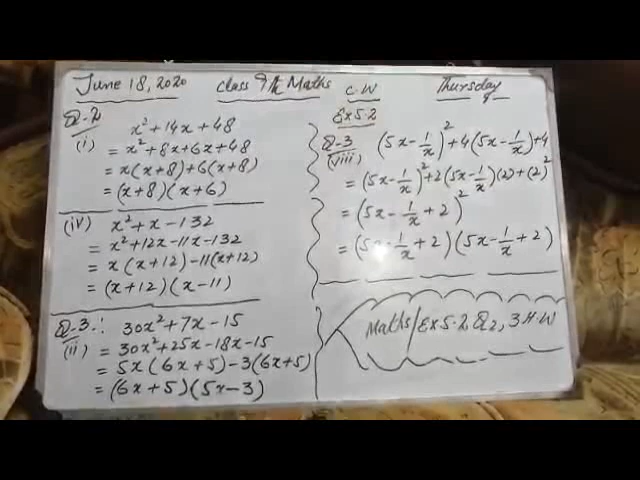 June 18, 2020 class 9th Maths C.W Thursday
Q.2
(i) x² + 14x + 48
= x² + 8x + 6x + 48
= x(x+8) + 6(x+8)
= (x+8)(x+6)
(iv) x² + x - 132
= x² + 12x - 11x - 132
= x(x+12) - 11(x+12)
= (x+12)(x-11)
Q.3.:
(ii) 30x² + 7x - 15
= 30x² + 25x - 18x - 15
= 5x(6x+5) - 3(6x+5)
= (6x+5)(5x-3)
Ex 5.2
Q.3
(viii) (5x - 1/x)² + 4(5x - 1/x) + 4
= (5x - 1/x)² + 2(5x - 1/x)(2) + (2)²
= (5x - 1/x + 2)²
= (5x - 1/x + 2)(5x - 1/x + 2)
Maths/Ex 5.2 Q2, 3 H.W